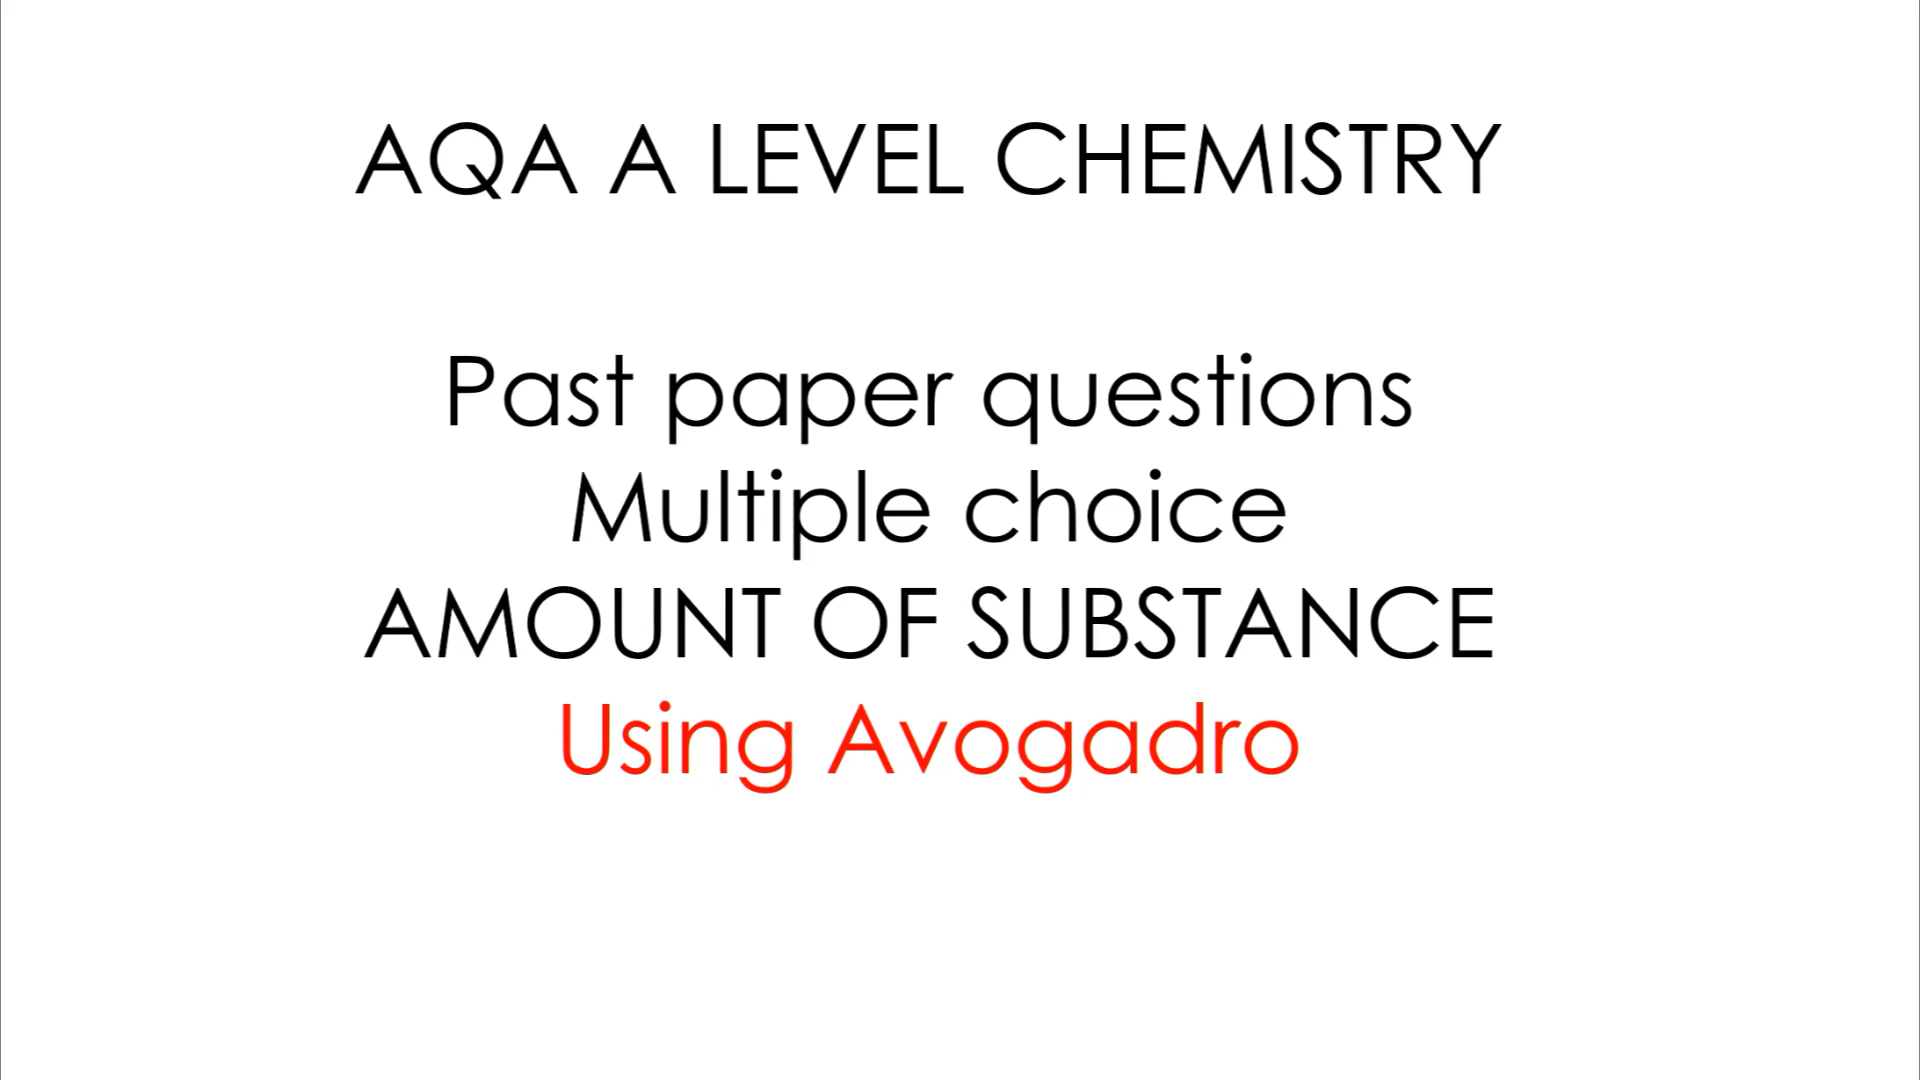 AQA A LEVEL CHEMISTRY
Past paper questions
Multiple choice
AMOUNT OF SUBSTANCE
Using Avogadro